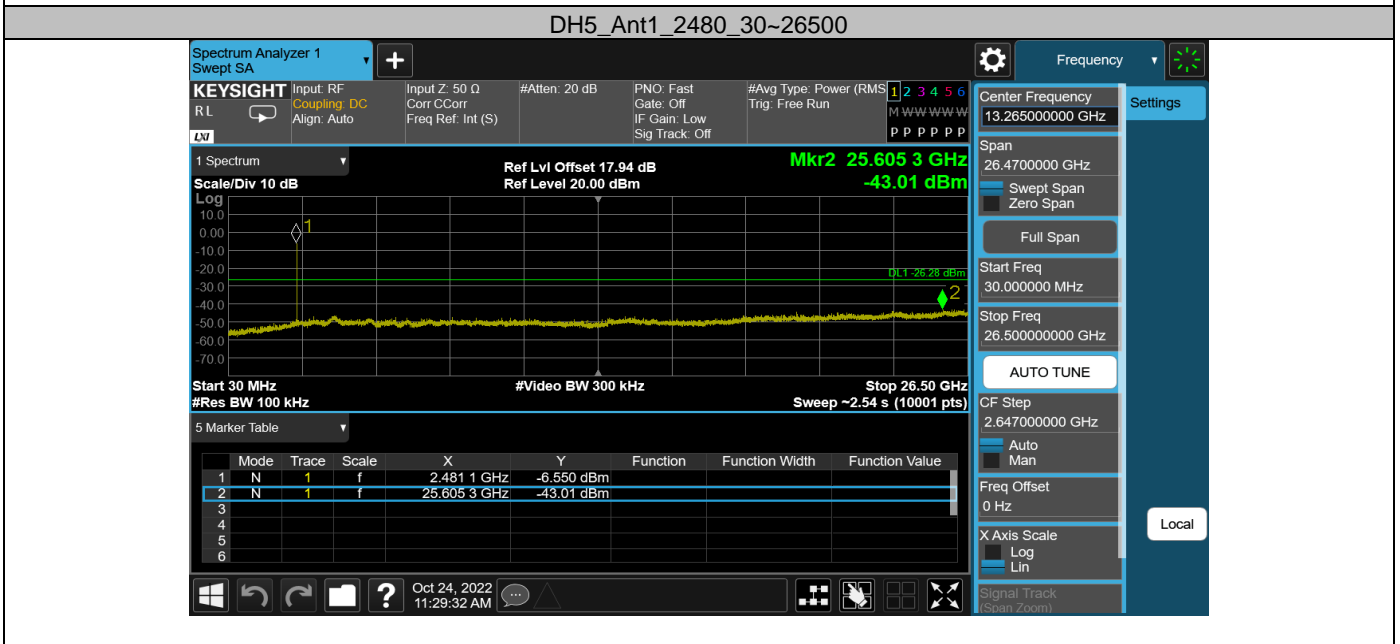 DH5_Ant1_2480_30~26500
Spectrum Analyzer 1
Swept SA
Frequency
KEYSIGHT
R L
LXI
Input: RF
Coupling: DC
Align: Auto
Input Z: 50 Ω
Corr CCorr
Freq Ref: Int (S)
#Atten: 20 dB
PNO: Fast
Gate: Off
IF Gain: Low
Sig Track: Off
#Avg Type: Power (RMS
Trig: Free Run
1 2 3 4 5 6
M W W W W W
P P P P P P
1 Spectrum
Scale/Div 10 dB
Ref Lvl Offset 17.94 dB
Ref Level 20.00 dBm
Mkr2 25.605 3 GHz
-43.01 dBm
Log
10.0
0.00
-10.0
-20.0
-30.0
-40.0
-50.0
-60.0
-70.0
1
DL1 -26.28 dBm
2
Start 30 MHz
#Res BW 100 kHz
#Video BW 300 kHz
Stop 26.50 GHz
Sweep ~2.54 s (10001 pts)
5 Marker Table
Mode Trace Scale X Y Function Function Width Function Value
1 N 1 f 2.481 1 GHz -6.550 dBm
2 N 1 f 25.605 3 GHz -43.01 dBm
3
4
5
6
Oct 24, 2022
11:29:32 AM
Center Frequency
13.265000000 GHz
Settings
Span
26.4700000 GHz
Swept Span
Zero Span
Full Span
Start Freq
30.000000 MHz
Stop Freq
26.500000000 GHz
AUTO TUNE
CF Step
2.647000000 GHz
Auto
Man
Freq Offset
0 Hz
X Axis Scale
Log
Lin
Local
Signal Track
(Span Zoom)